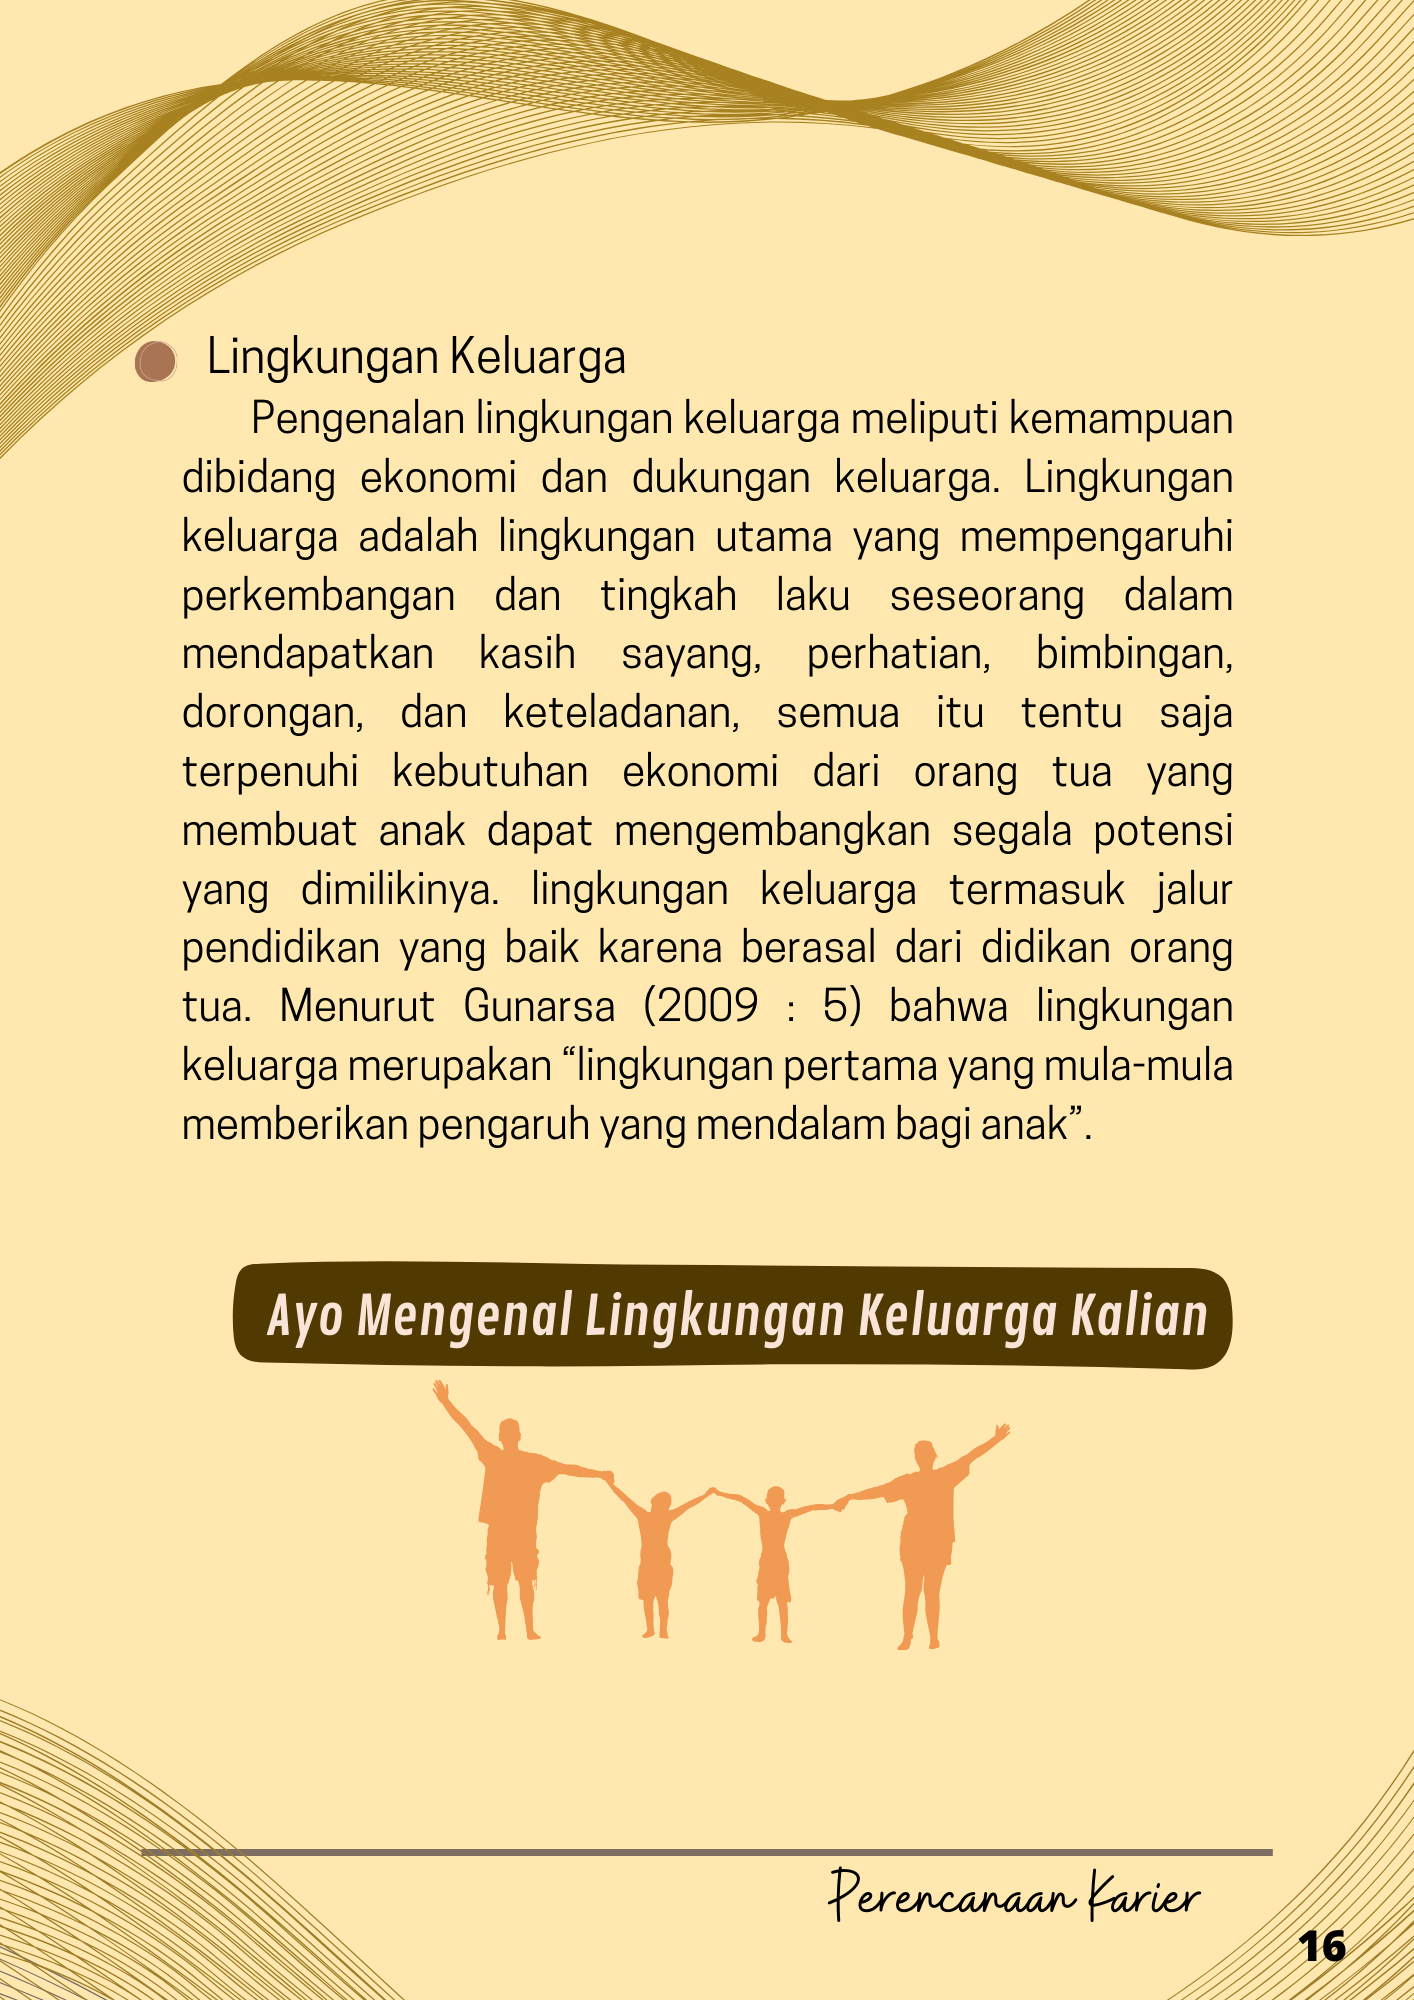 Lingkungan Keluarga
Pengenalan lingkungan keluarga meliputi kemampuan
dibidang ekonomi dan dukungan keluarga. Lingkungan
keluarga adalah lingkungan utama yang mempengaruhi
perkembangan dan tingkah laku seseorang dalam
mendapatkan kasih sayang, perhatian, bimbingan,
dorongan, dan keteladanan, semua itu tentu saja
terpenuhi kebutuhan ekonomi dari orang tua yang
membuat anak dapat mengembangkan segala potensi
yang dimilikinya. lingkungan keluarga termasuk jalur
pendidikan yang baik karena berasal dari didikan orang
tua. Menurut Gunarsa (2009 : 5) bahwa lingkungan
keluarga merupakan “lingkungan pertama yang mula-mula
memberikan pengaruh yang mendalam bagi anak”.
Ayo Mengenal Lingkungan Keluarga Kalian
Perencanaan Karier
16